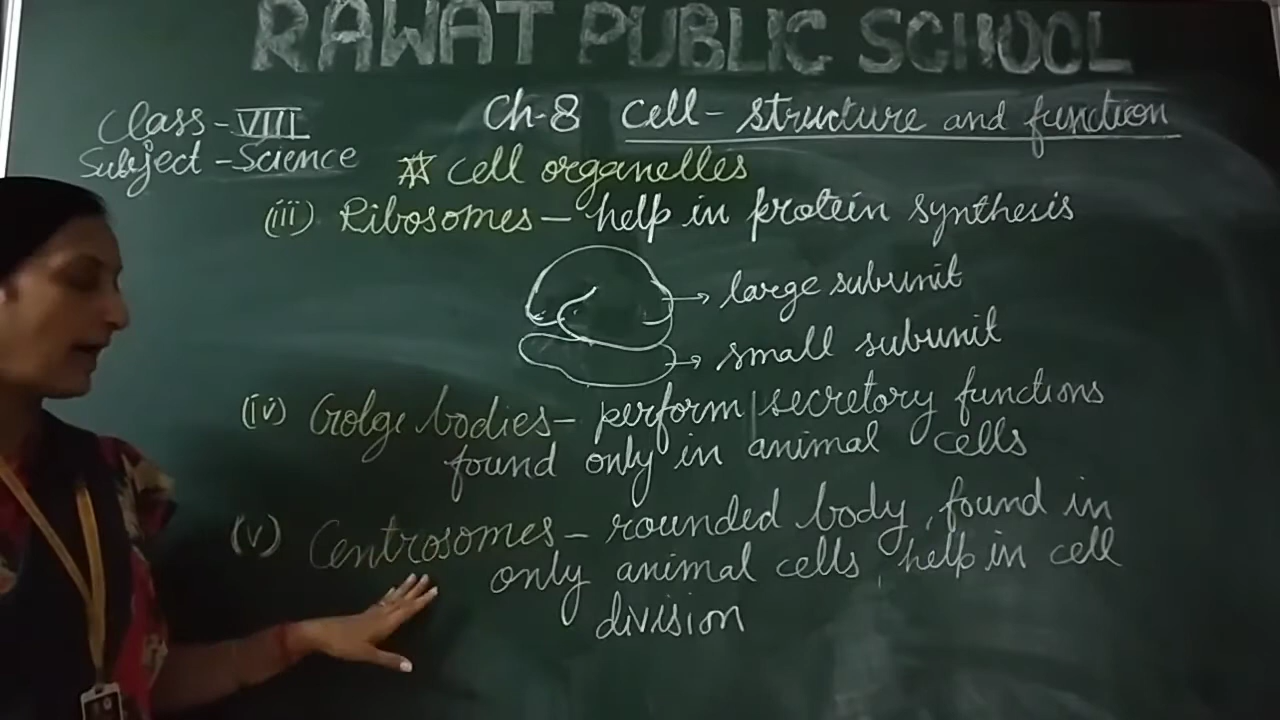 RAWAT PUBLIC SCHOOL
Class - VIII
Ch-8 Cell - structure and function
Subject - Science
☆ cell organelles
(iii) Ribosomes - help in protein synthesis
→ large subunit
→ small subunit
(iv) Golge bodies - perform secretory functions
found only in animal cells
(v) Centrosomes - rounded body, found in
only animal cells, help in cell
division